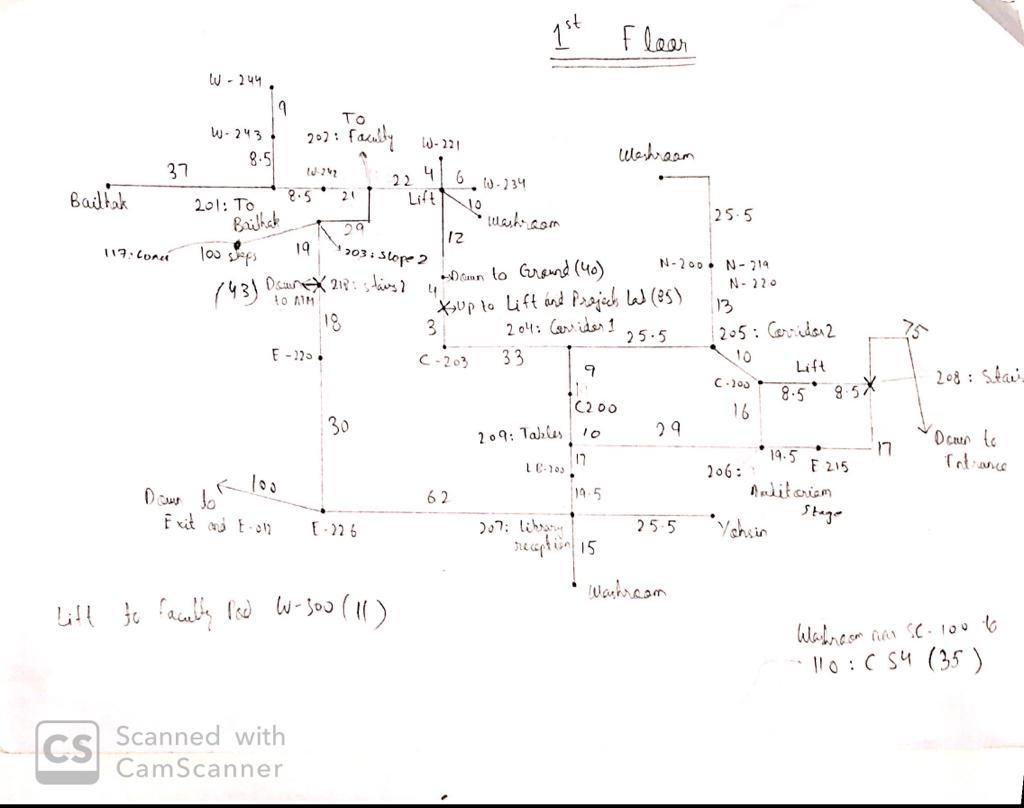 1st Floor
W-244
9
TO
202: Faculty
W-243
W-221
Washroom
8.5
37
W-242
22
4
6
W-234
8.5
21
Lift
10
Baithak
201: To
Baithak
29
Washroom
25.5
12
117: Conn
100 steps
19
203: Slope 2
N-200
N-219
N-220
(43) Down
to ATM
218: stairs 2
Down to Ground (40)
4
Up to Lift and Projects Lab (85)
13
75
18
3
204: Corridor 1
25.5
205: Corridor 2
E-220
C-203
33
10
Lift
9
C-200
8.5
8.5
208: Stairs
C200
16
30
209: Tables
10
29
17
Down to
Entrance
17
19.5
E-215
LB-200
206:
Auditorium
Stage
100
19.5
Down to
Exit and E-012
62
E-226
207: Library
reception
25.5
Yohsin
15
Washroom
Lift to Faculty Pod W-300 (11)
Washroom near SC-100 to
110: CS4 (35)
CS
Scanned with
CamScanner